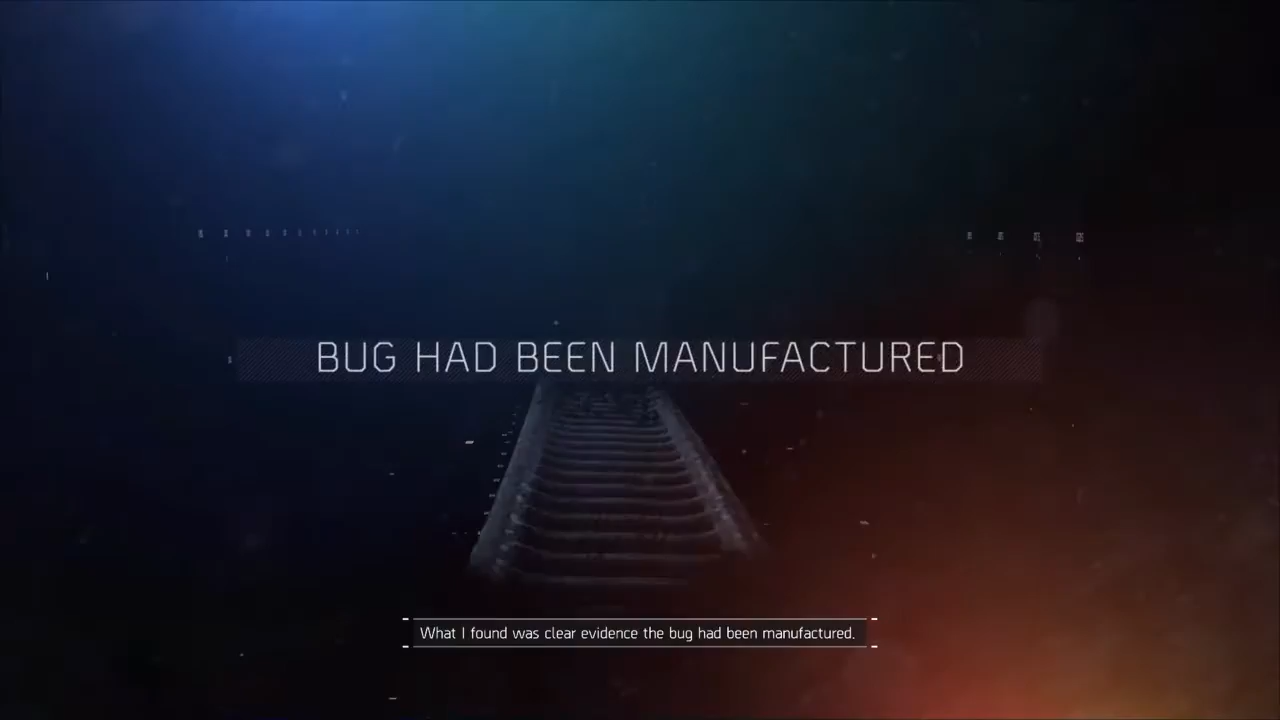 BUG HAD BEEN MANUFACTURED
What I found was clear evidence the bug had been manufactured.